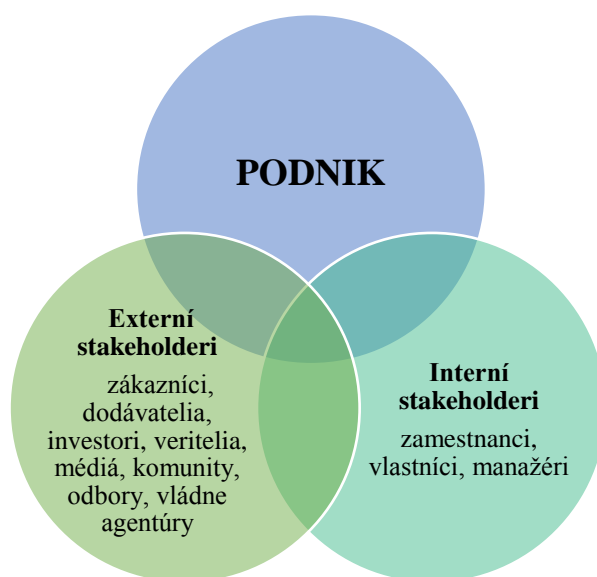 PODNIK
Externí
stakeholderi
zákazníci,
dodávatelia,
investori, veritelia,
médiá, komunity,
odbory, vládne
agentúry
Interní
stakeholderi
zamestnanci,
vlastníci, manažéri